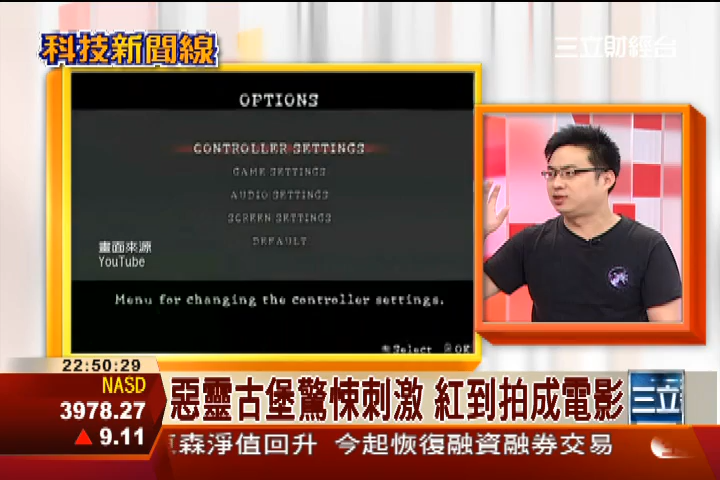 科技新聞線
三立財經台
OPTIONS
CONTROLLER SETTINGS
GAME SETTINGS
AUDIO SETTINGS
SCREEN SETTINGS
DEFAULT
畫面來源
YouTube
Menu for changing the controller settings.
Select OK
22:50:29
NASD
3978.27
▲ 9.11
惡靈古堡驚悚刺激 紅到拍成電影
三立
森淨值回升 今起恢復融資融券交易